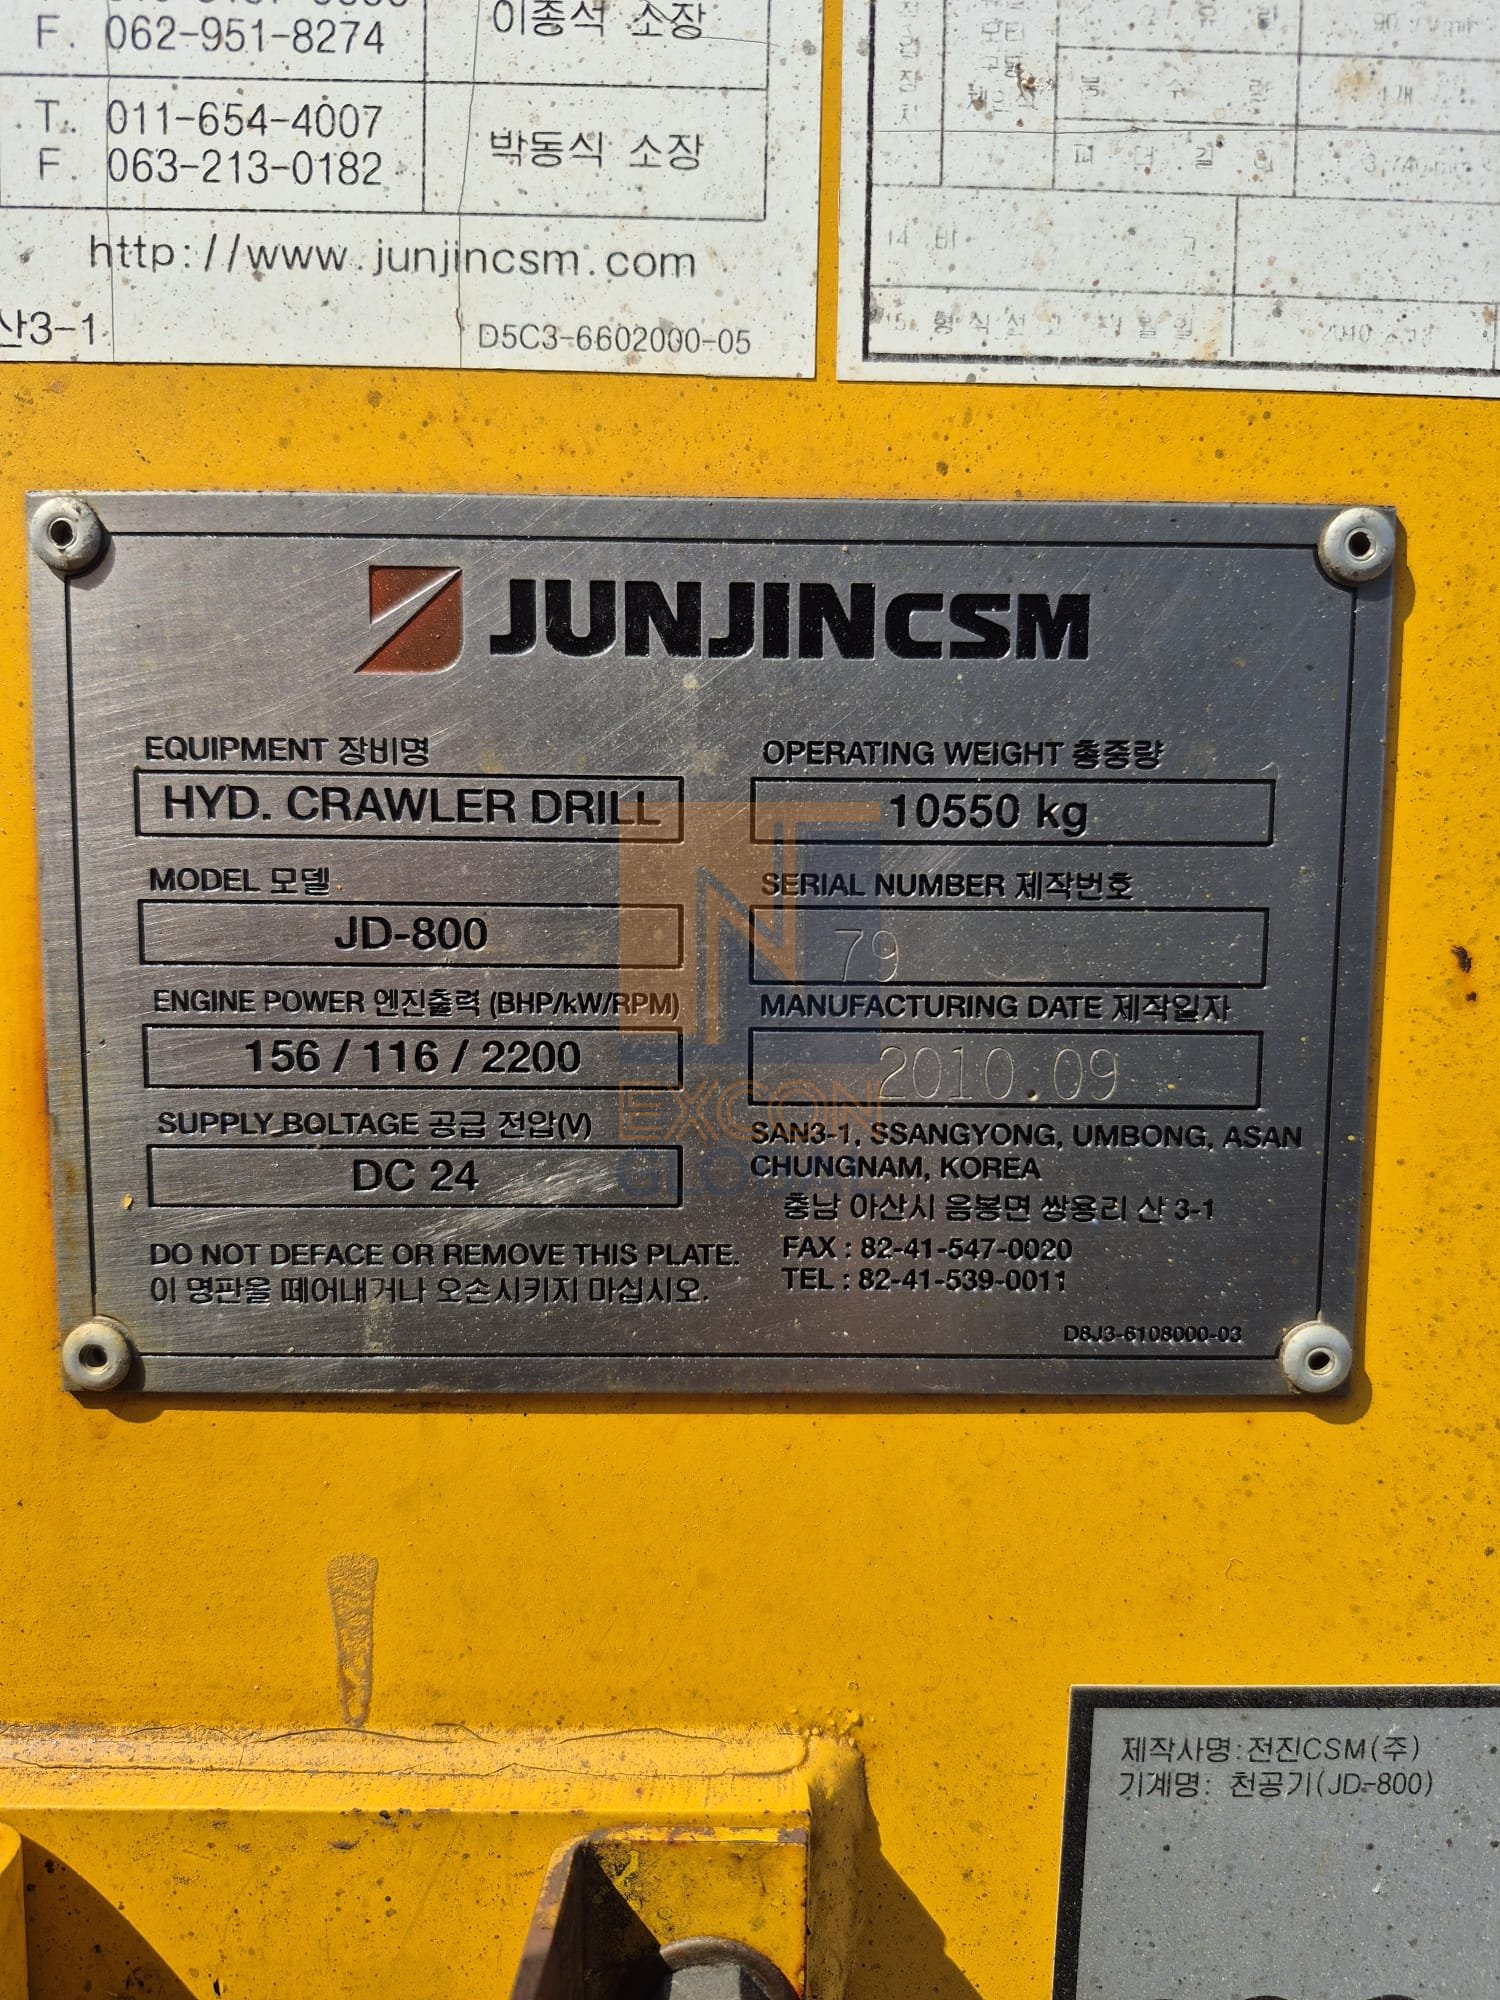 F. 062-951-8274
이종석 소장
T. 011-654-4007
F. 063-213-0182
박동식 소장
http://www.junjincsm.com
산3-1
D5C3-6602000-05
14. 비 고
JUNJINCSM
EQUIPMENT 장비명
HYD. CRAWLER DRILL
MODEL 모델
JD-800
ENGINE POWER 엔진출력 (BHP/kW/RPM)
156 / 116 / 2200
SUPPLY BOLTAGE 공급 전압(V)
DC 24
DO NOT DEFACE OR REMOVE THIS PLATE.
이 명판을 떼어내거나 오손시키지 마십시오.
OPERATING WEIGHT 총중량
10550 kg
SERIAL NUMBER 제작번호
79
MANUFACTURING DATE 제작일자
2010.09
SAN3-1, SSANGYONG, UMBONG, ASAN
CHUNGNAM, KOREA
충남 아산시 음봉면 쌍용리 산 3-1
FAX : 82-41-547-0020
TEL : 82-41-539-0011
D8J3-6108000-03
EXCON
제작사명:전진CSM(주)
기계명: 천공기(JD-800)